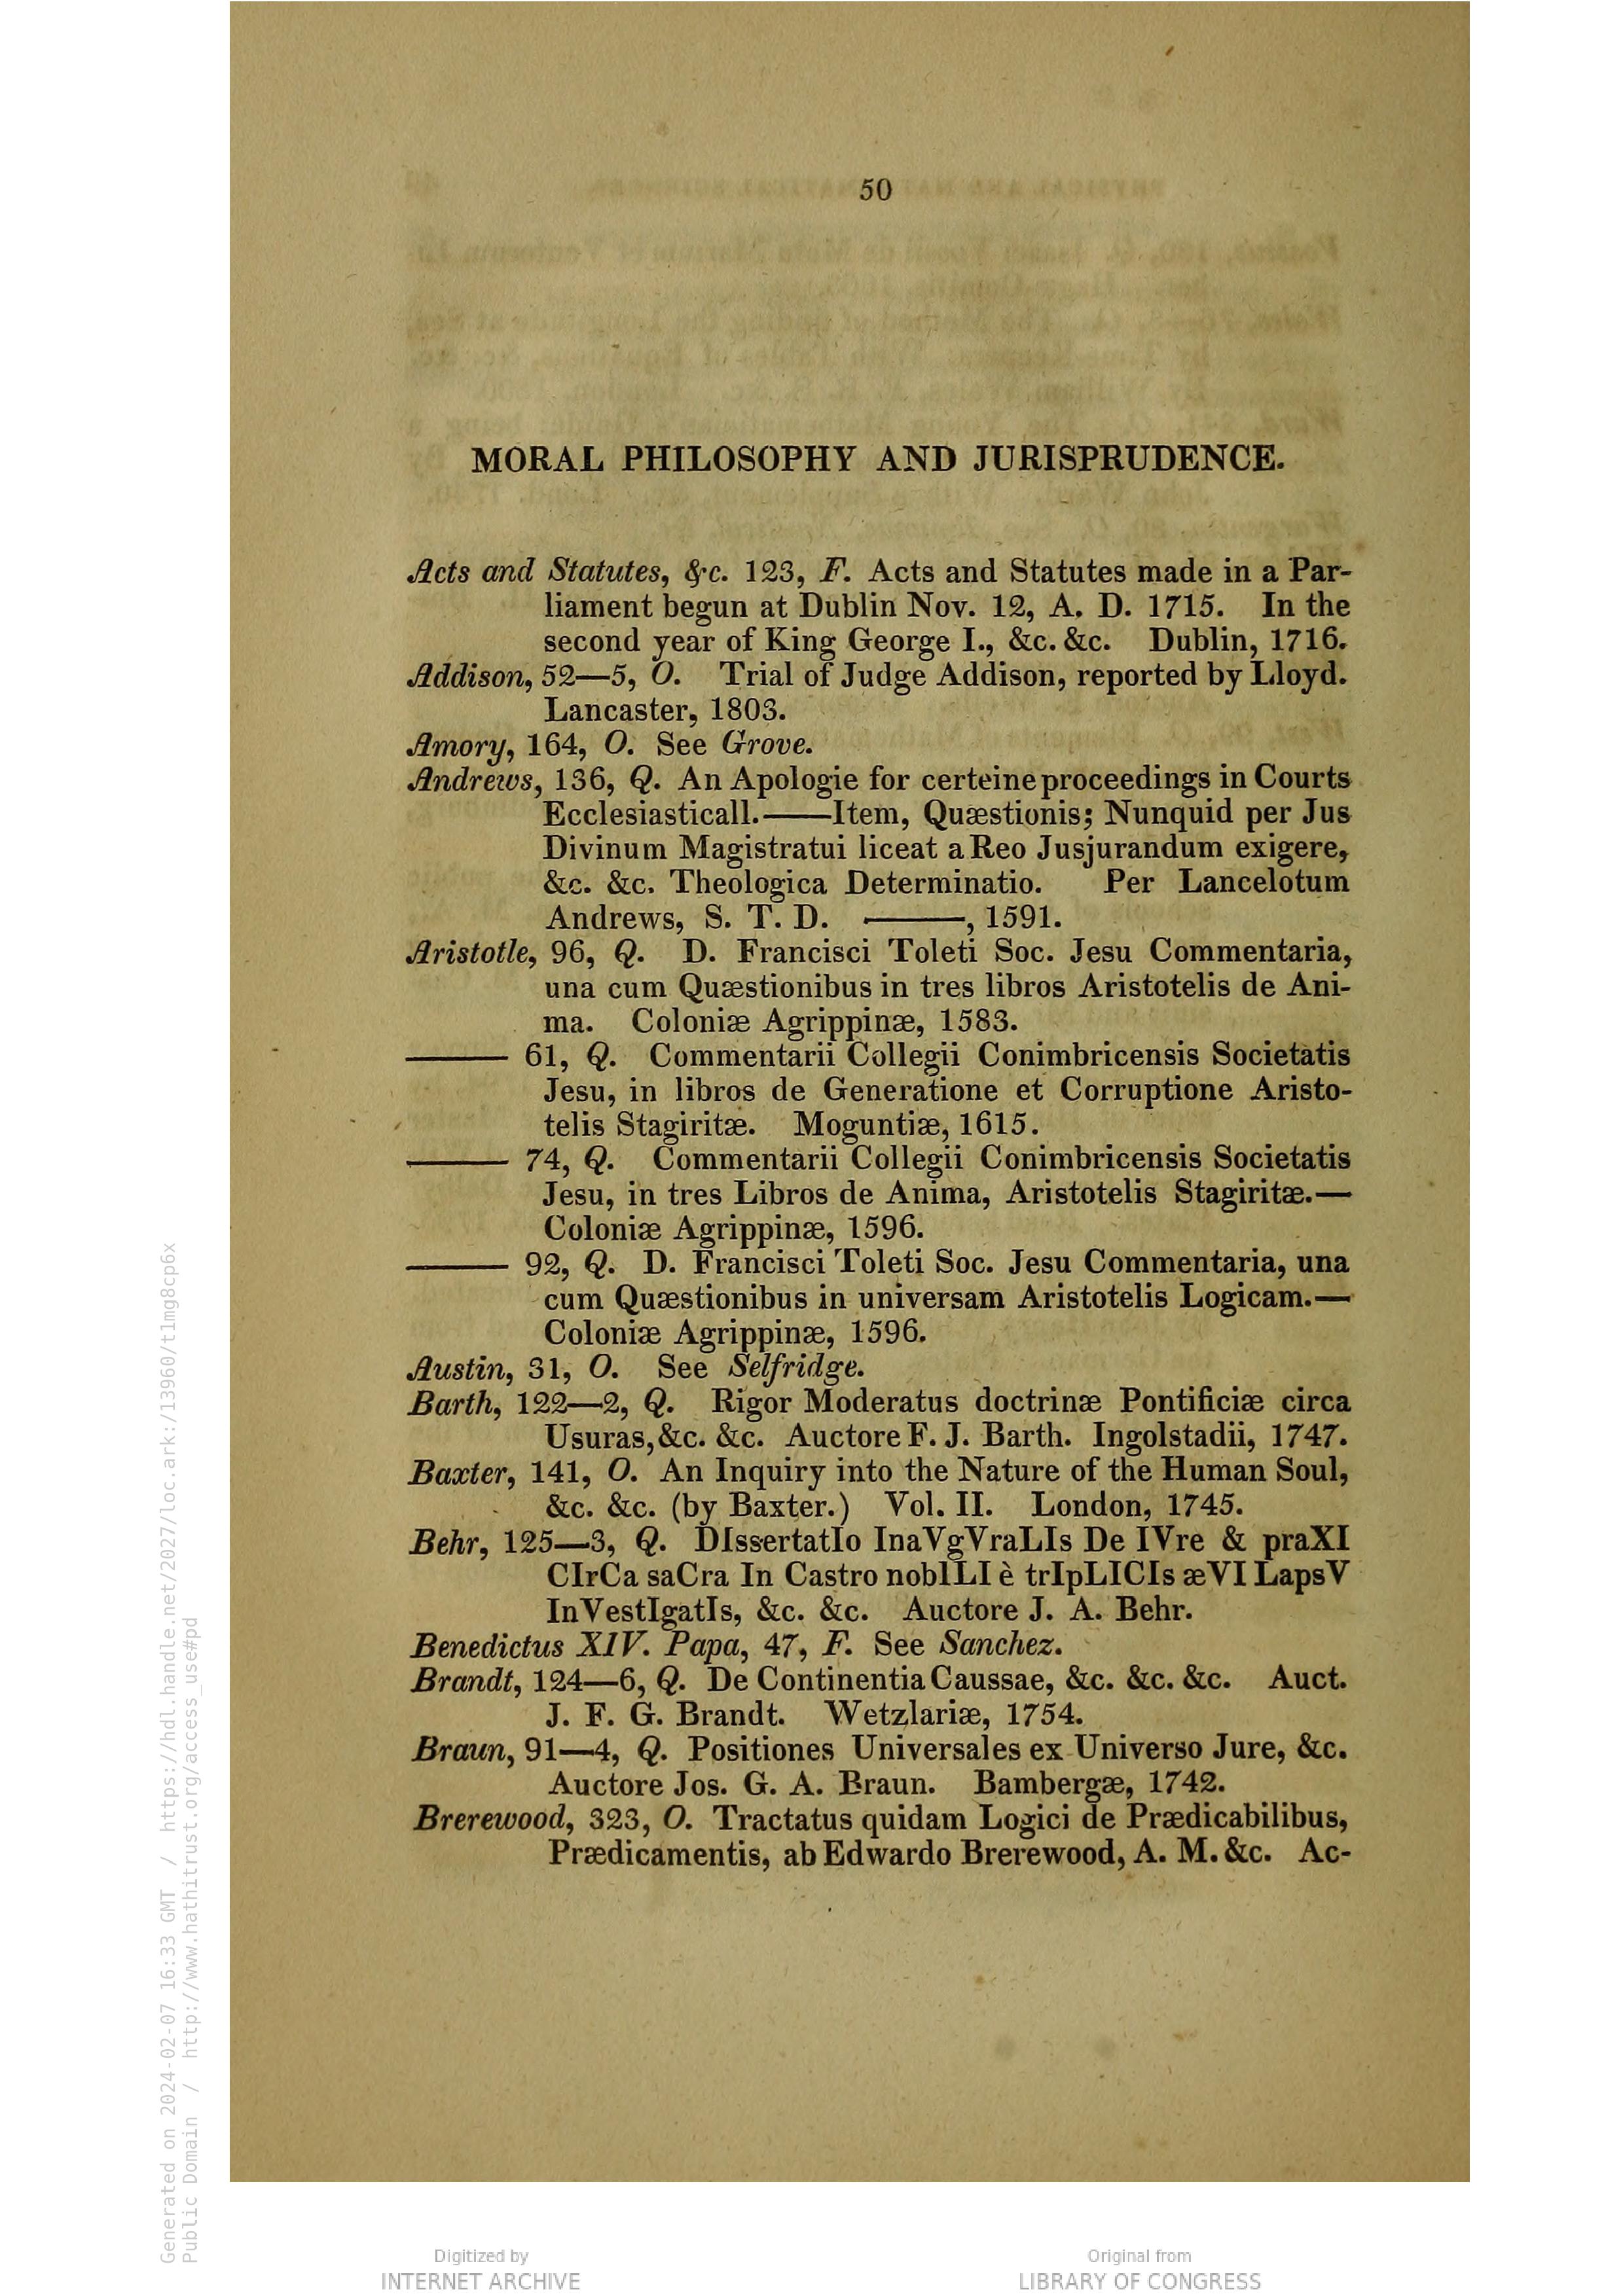 50
MORAL PHILOSOPHY AND JURISPRUDENCE.
Acts and Statutes, &c. 123, F. Acts and Statutes made in a Par-
liament begun at Dublin Nov. 12, A. D. 1715. In the
second year of King George I., &c. &c. Dublin, 1716.
Addison, 52—5, O. Trial of Judge Addison, reported by Lloyd.
Lancaster, 1803.
Amory, 164, O. See Grove.
Andrews, 136, Q. An Apologie for certeine proceedings in Courts
Ecclesiasticall.——Item, Quæstionis; Nunquid per Jus
Divinum Magistratui liceat a Reo Jusjurandum exigere,
&c. &c. Theologica Determinatio. Per Lancelotum
Andrews, S. T. D. ———, 1591.
Aristotle, 96, Q. D. Francisci Toleti Soc. Jesu Commentaria,
una cum Quæstionibus in tres libros Aristotelis de Ani-
ma. Coloniæ Agrippinæ, 1583.
——— 61, Q. Commentarii Collegii Conimbricensis Societatis
Jesu, in libros de Generatione et Corruptione Aristo-
telis Stagiritæ. Moguntiæ, 1615.
——— 74, Q. Commentarii Collegii Conimbricensis Societatis
Jesu, in tres Libros de Anima, Aristotelis Stagiritæ.—
Coloniæ Agrippinæ, 1596.
——— 92, Q. D. Francisci Toleti Soc. Jesu Commentaria, una
cum Quæstionibus in universam Aristotelis Logicam.—
Coloniæ Agrippinæ, 1596.
Austin, 31, O. See Selfridge.
Barth, 122—2, Q. Rigor Moderatus doctrinæ Pontificiæ circa
Usuras, &c. &c. Auctore F. J. Barth. Ingolstadii, 1747.
Baxter, 141, O. An Inquiry into the Nature of the Human Soul,
&c. &c. (by Baxter.) Vol. II. London, 1745.
Behr, 125—3, Q. DIssertatIo InaVgVraLIs De IVre & praXI
CIrCa saCra In Castro nobILI è trIpLICIs æVI LapsV
InVestIgatIs, &c. &c. Auctore J. A. Behr.
Benedictus XIV. Papa, 47, F. See Sanchez.
Brandt, 124—6, Q. De Continentia Caussae, &c. &c. &c. Auct.
J. F. G. Brandt. Wetzlariæ, 1754.
Braun, 91—4, Q. Positiones Universales ex Universo Jure, &c.
Auctore Jos. G. A. Braun. Bambergæ, 1742.
Brerewood, 323, O. Tractatus quidam Logici de Prædicabilibus,
Prædicamentis, ab Edwardo Brerewood, A. M. &c. Ac-
Generated on 2024-02-07 16:33 GMT / https://hdl.handle.net/2027/loc.ark:/13960/t1mg8cp6x
Public Domain / http://www.hathitrust.org/access_use#pd
Digitized by
INTERNET ARCHIVE
Original from
LIBRARY OF CONGRESS